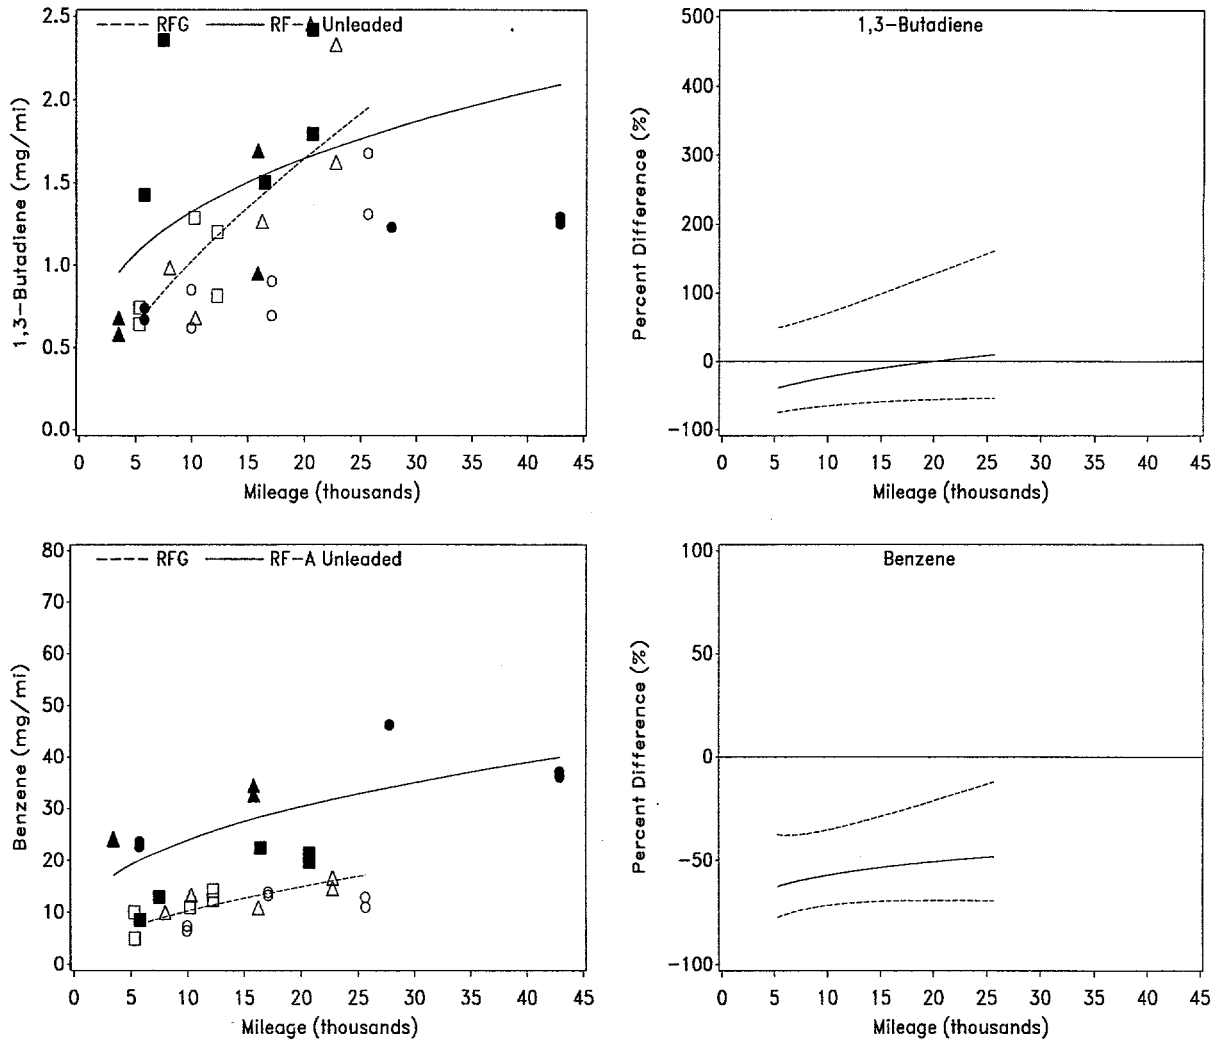 RFG RF-A Unleaded
2.5
2.0
1.5
1.0
0.5
0.0
1,3-Butadiene (mg/mi)
0 5 10 15 20 25 30 35 40 45
Mileage (thousands)
1,3-Butadiene
500
400
300
200
100
0
-100
Percent Difference (%)
0 5 10 15 20 25 30 35 40 45
Mileage (thousands)
RFG RF-A Unleaded
80
70
60
50
40
30
20
10
0
Benzene (mg/mi)
0 5 10 15 20 25 30 35 40 45
Mileage (thousands)
Benzene
100
50
0
-50
-100
Percent Difference (%)
0 5 10 15 20 25 30 35 40 45
Mileage (thousands)